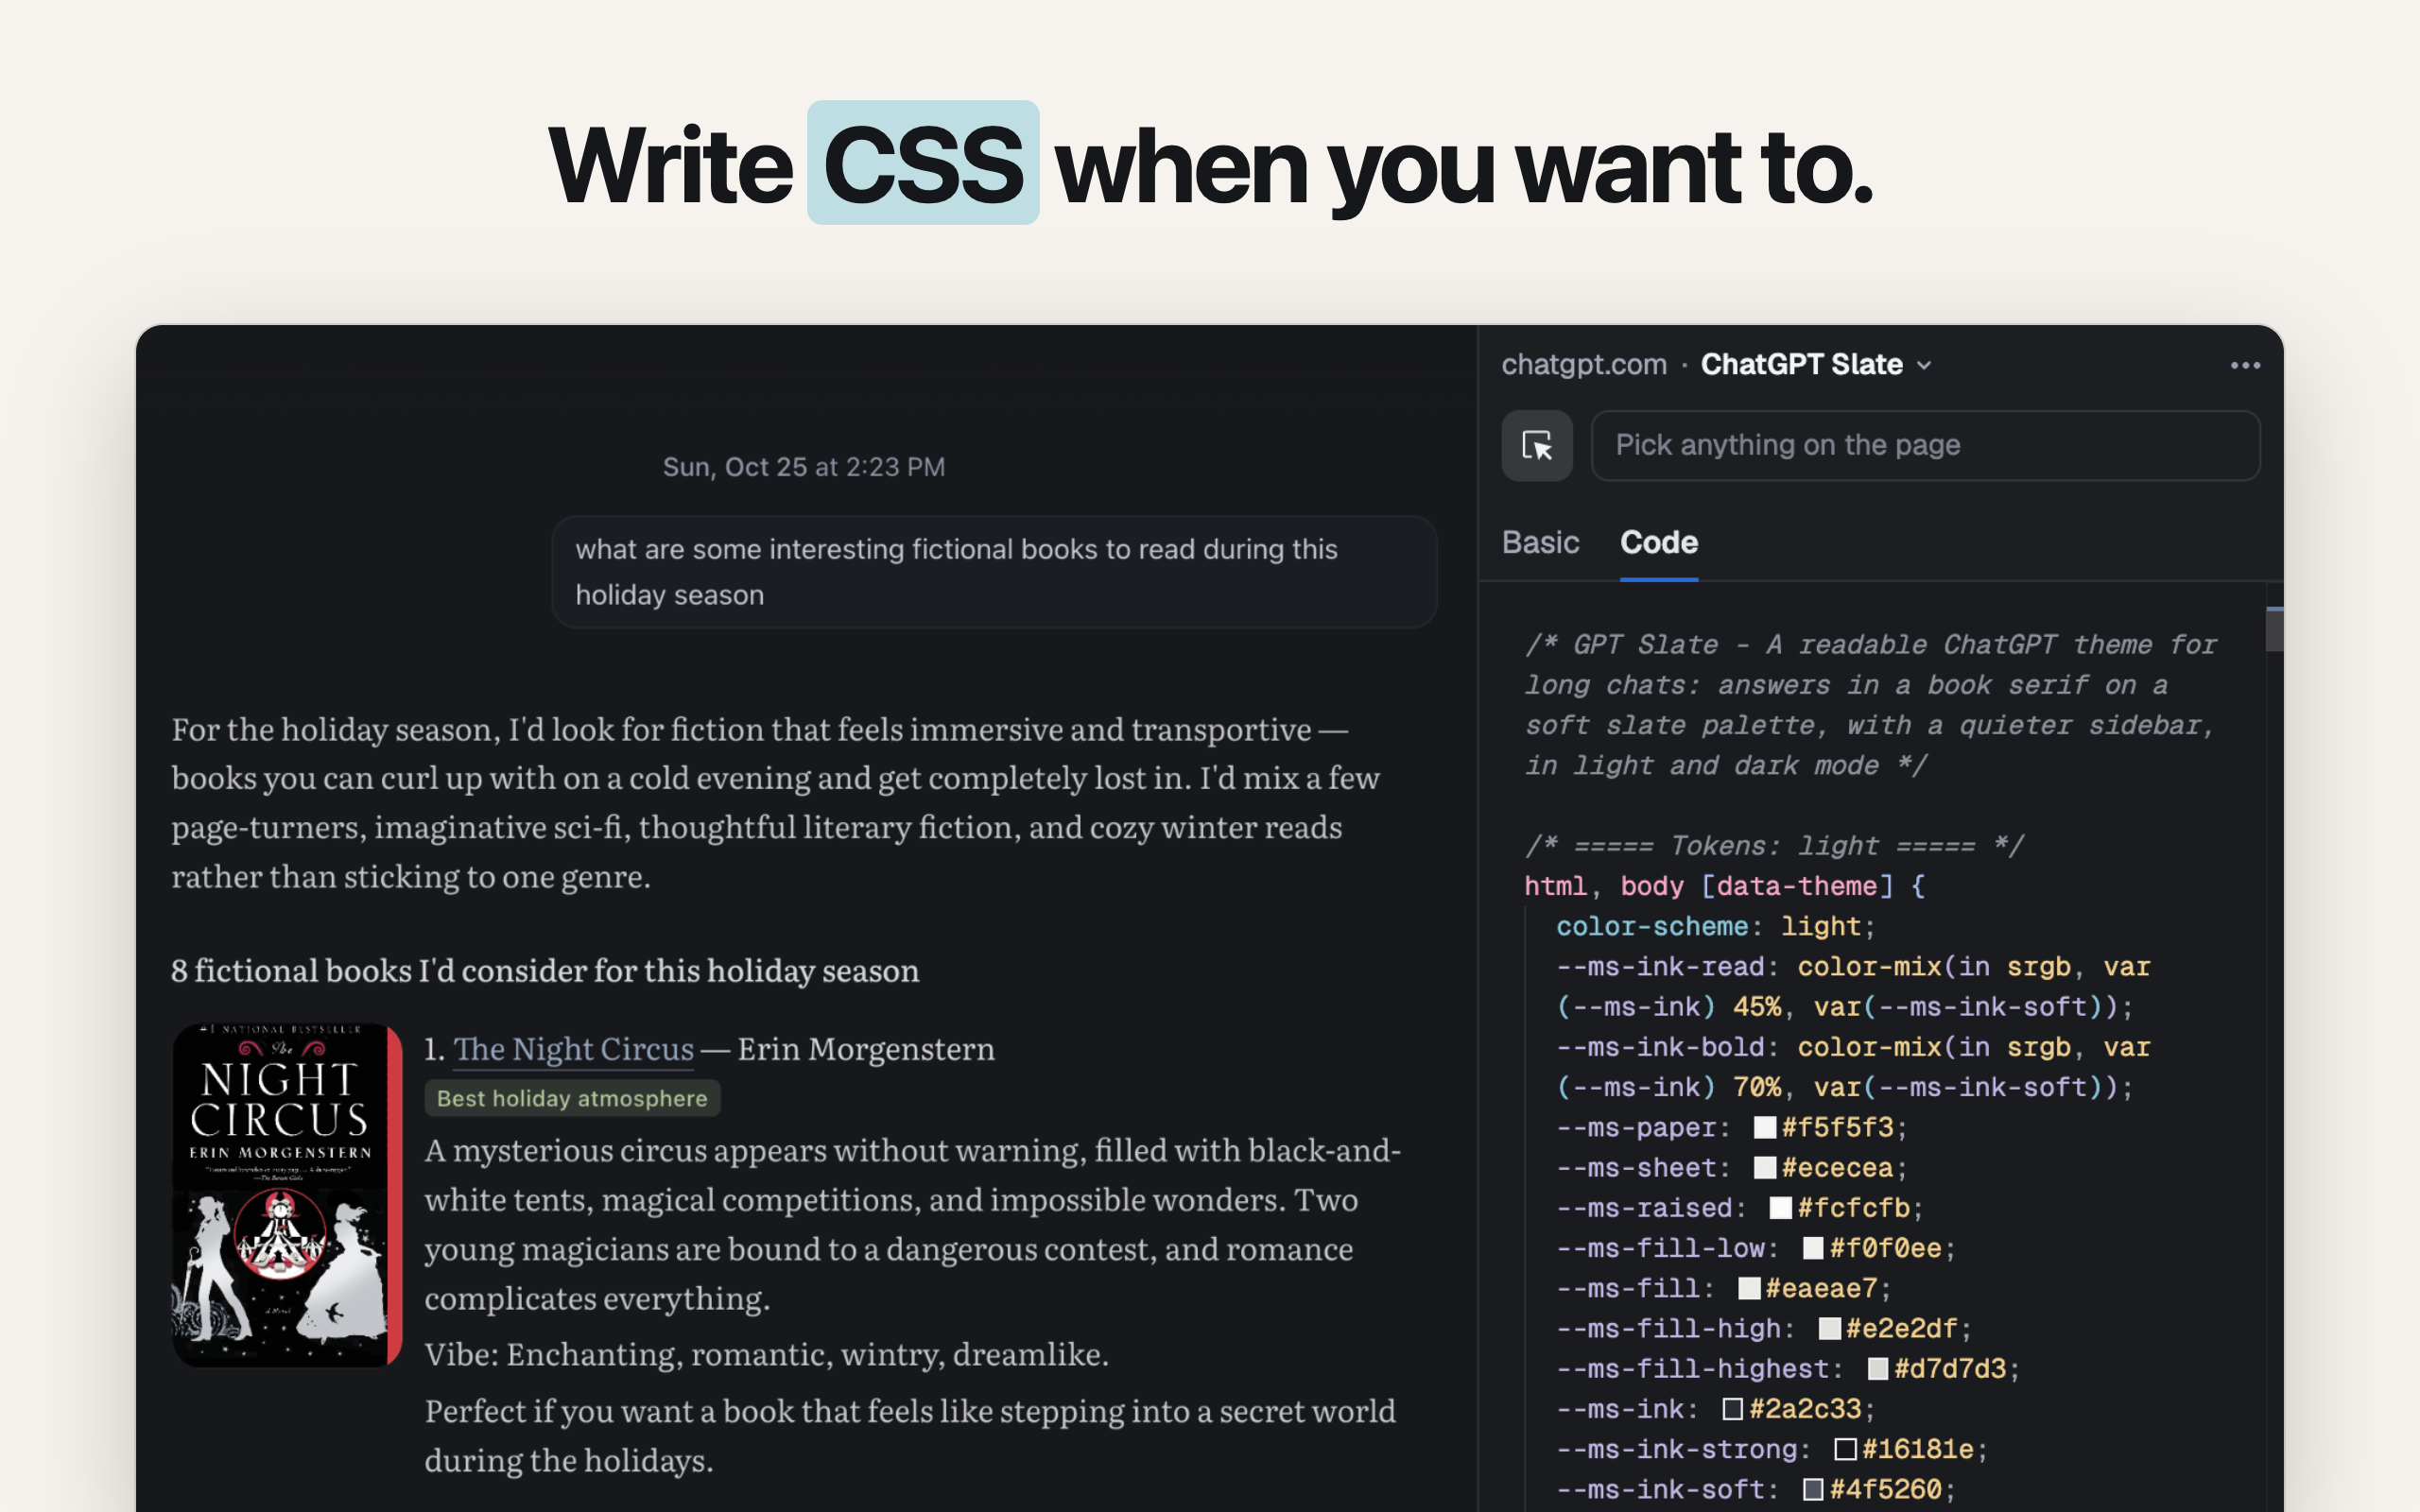 Write CSS when you want to.
Sun, Oct 25 at 2:23 PM
what are some interesting fictional books to read during this
holiday season
For the holiday season, I'd look for fiction that feels immersive and transportive —
books you can curl up with on a cold evening and get completely lost in. I'd mix a few
page-turners, imaginative sci-fi, thoughtful literary fiction, and cozy winter reads
rather than sticking to one genre.
8 fictional books I'd consider for this holiday season
#1 NATIONAL BESTSELLER
The
NIGHT
CIRCUS
ERIN MORGENSTERN
a Novel
1. The Night Circus — Erin Morgenstern
Best holiday atmosphere
A mysterious circus appears without warning, filled with black-and-
white tents, magical competitions, and impossible wonders. Two
young magicians are bound to a dangerous contest, and romance
complicates everything.
Vibe: Enchanting, romantic, wintry, dreamlike.
Perfect if you want a book that feels like stepping into a secret world
during the holidays.
chatgpt.com · ChatGPT Slate
Pick anything on the page
Basic Code
/* GPT Slate - A readable ChatGPT theme for
long chats: answers in a book serif on a
soft slate palette, with a quieter sidebar,
in light and dark mode */
/* ===== Tokens: light ===== */
html, body [data-theme] {
color-scheme: light;
--ms-ink-read: color-mix(in srgb, var
(--ms-ink) 45%, var(--ms-ink-soft));
--ms-ink-bold: color-mix(in srgb, var
(--ms-ink) 70%, var(--ms-ink-soft));
--ms-paper: #f5f5f3;
--ms-sheet: #ececea;
--ms-raised: #fcfcfb;
--ms-fill-low: #f0f0ee;
--ms-fill: #eaeae7;
--ms-fill-high: #e2e2df;
--ms-fill-highest: #d7d7d3;
--ms-ink: #2a2c33;
--ms-ink-strong: #16181e;
--ms-ink-soft: #4f5260;